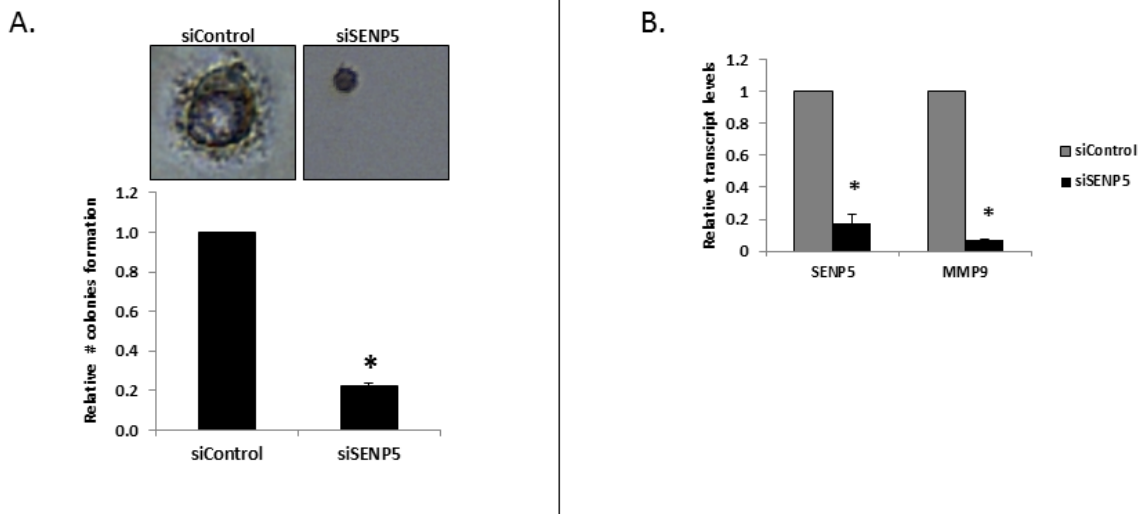 A.
siControl siSENP5
Relative # colonies formation
1.2
1.0
0.8
0.6
0.4
0.2
0.0
*
siControl siSENP5
B.
Relative transcript levels
1.2
1
0.8
0.6
0.4
0.2
0
* *
SENP5 MMP9
siControl
siSENP5